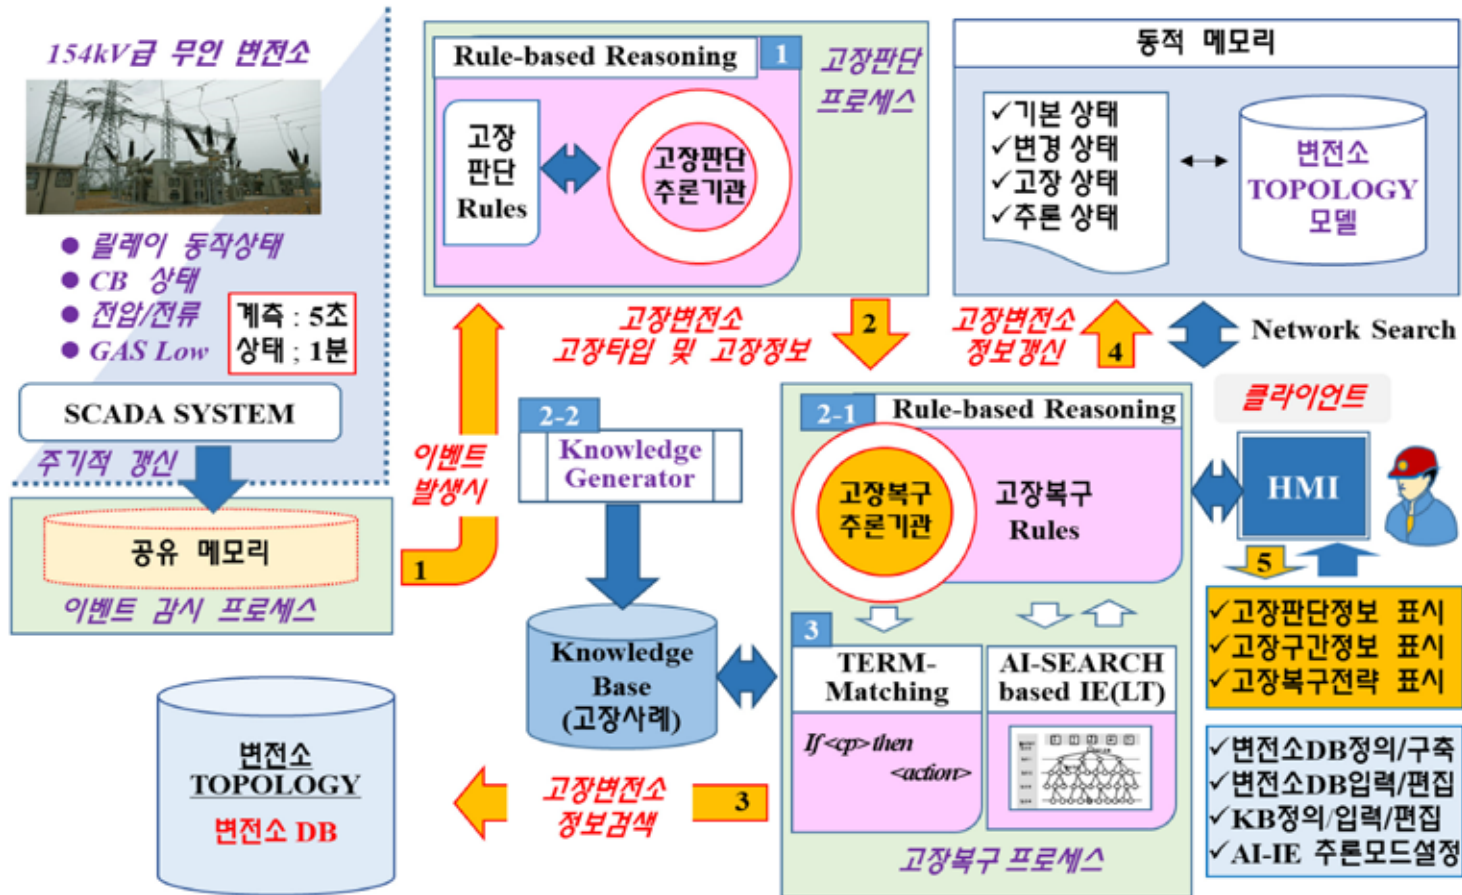 154kV급 무인 변전소
● 릴레이 동작상태
● CB 상태
● 전압/전류
● GAS Low
계측 : 5초
상태 ; 1분
SCADA SYSTEM
주기적 갱신
공유 메모리
이벤트 감시 프로세스
1
이벤트
발생시
Rule-based Reasoning
1
고장판단
프로세스
고장
판단
Rules
고장판단
추론기관
고장변전소
고장타입 및 고장정보
2
동적 메모리
✓기본 상태
✓변경 상태
✓고장 상태
✓추론 상태
변전소
TOPOLOGY
모델
고장변전소
정보갱신
4
Network Search
2-2
Knowledge
Generator
Knowledge
Base
(고장사례)
2-1
Rule-based Reasoning
고장복구
추론기관
고장복구
Rules
3
TERM-
Matching
If <cp> then
<action>
AI-SEARCH
based IE(LT)
고장복구 프로세스
클라이언트
HMI
5
✓고장판단정보 표시
✓고장구간정보 표시
✓고장복구전략 표시
✓변전소DB정의/구축
✓변전소DB입력/편집
✓KB정의/입력/편집
✓AI-IE 추론모드설정
3
고장변전소
정보검색
변전소
TOPOLOGY
변전소 DB